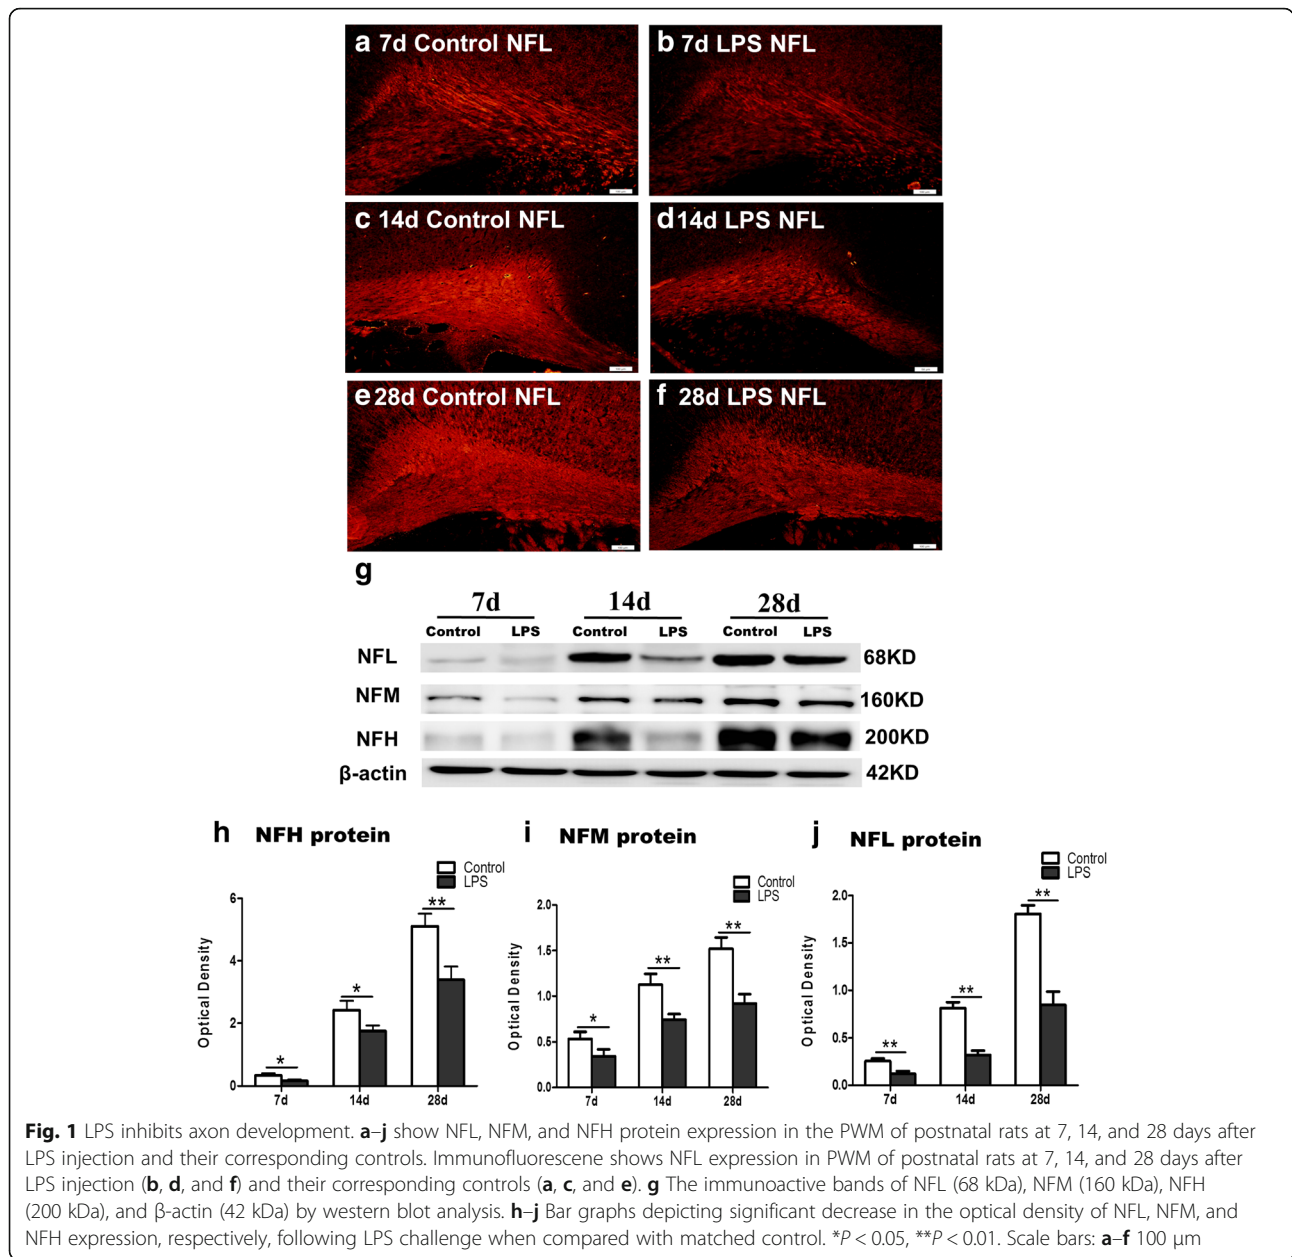 a 7d Control NFL
b 7d LPS NFL
c 14d Control NFL
d 14d LPS NFL
e 28d Control NFL
f 28d LPS NFL
g
7d 14d 28d
Control LPS Control LPS Control LPS
NFL 68KD
NFM 160KD
NFH 200KD
β-actin 42KD
h NFH protein
Control
LPS
Optical Density
6
4
2
0
* * **
7d 14d 28d
i NFM protein
Control
LPS
Optical Density
2.0
1.5
1.0
0.5
0.0
* ** **
7d 14d 28d
j NFL protein
Control
LPS
Optical Density
2.0
1.5
1.0
0.5
0.0
** ** **
7d 14d 28d
Fig. 1 LPS inhibits axon development. a–j show NFL, NFM, and NFH protein expression in the PWM of postnatal rats at 7, 14, and 28 days after
LPS injection and their corresponding controls. Immunofluorescene shows NFL expression in PWM of postnatal rats at 7, 14, and 28 days after
LPS injection (b, d, and f) and their corresponding controls (a, c, and e). g The immunoactive bands of NFL (68 kDa), NFM (160 kDa), NFH
(200 kDa), and β-actin (42 kDa) by western blot analysis. h–j Bar graphs depicting significant decrease in the optical density of NFL, NFM, and
NFH expression, respectively, following LPS challenge when compared with matched control. *P < 0.05, **P < 0.01. Scale bars: a–f 100 μm